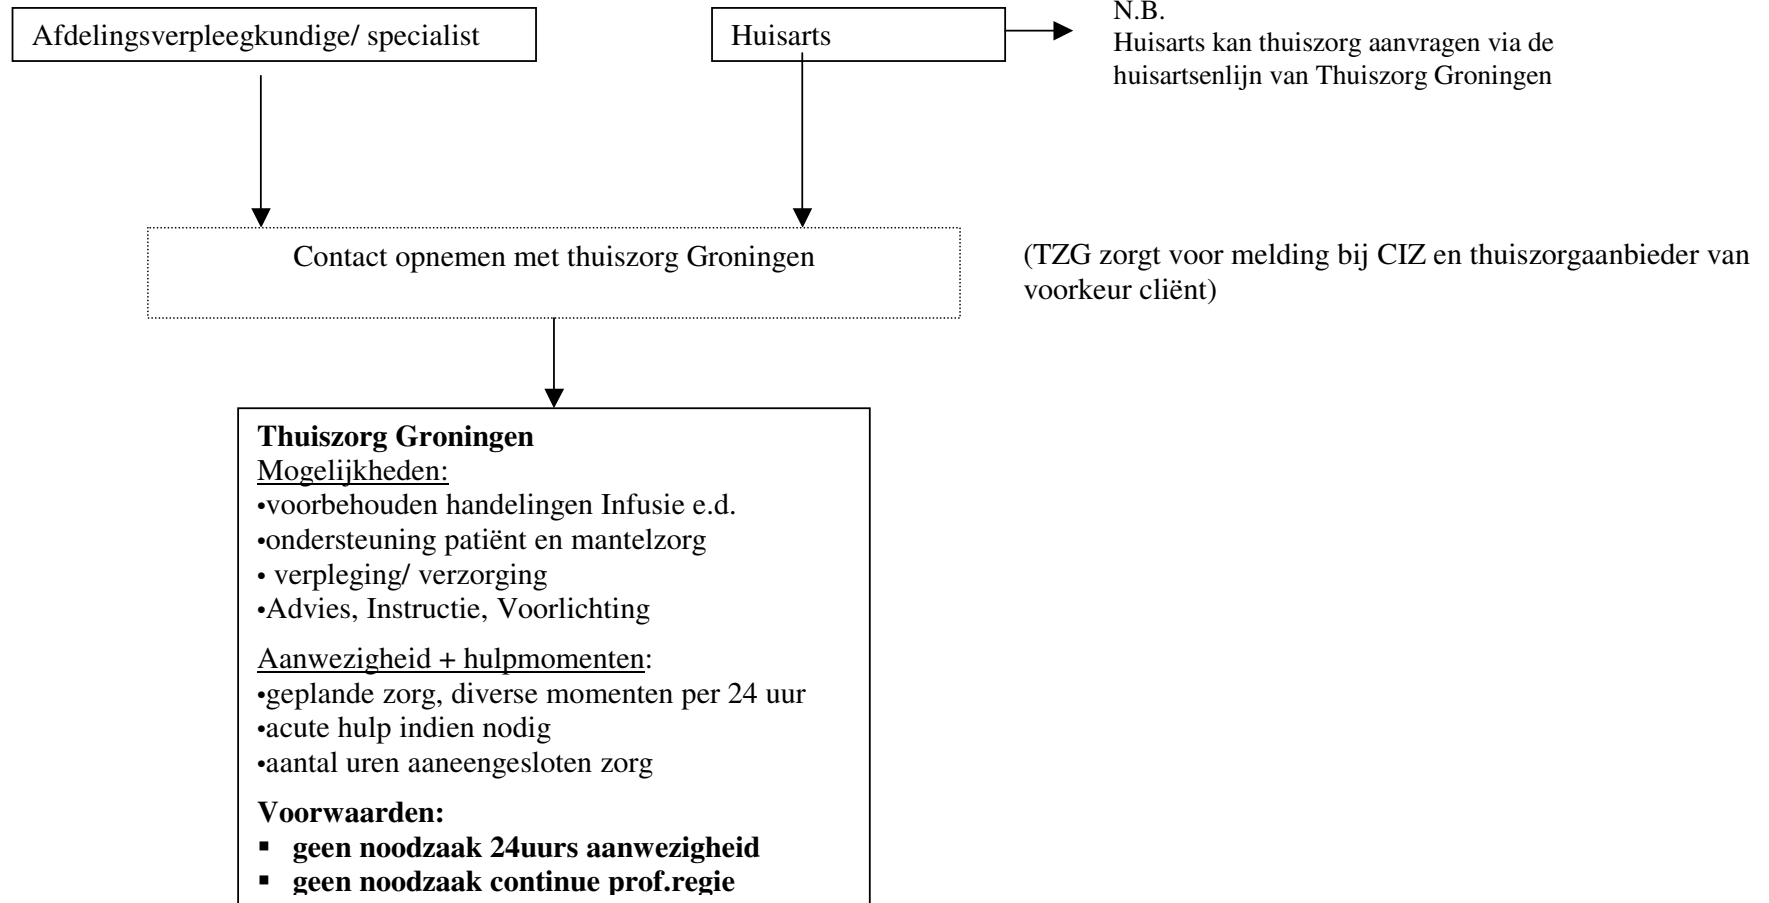 Afdelingsverpleegkundige/ specialist
Huisarts
N.B.
Huisarts kan thuiszorg aanvragen via de
huisartsenlijn van Thuiszorg Groningen
Contact opnemen met thuiszorg Groningen
(TZG zorgt voor melding bij CIZ en thuiszorgaanbieder van
voorkeur cliënt)
Thuiszorg Groningen
Mogelijkheden:
•voorbehouden handelingen Infusie e.d.
•ondersteuning patiënt en mantelzorg
• verpleging/ verzorging
•Advies, Instructie, Voorlichting
Aanwezigheid + hulpmomenten:
•geplande zorg, diverse momenten per 24 uur
•acute hulp indien nodig
•aantal uren aaneengesloten zorg
Voorwaarden:
▪ geen noodzaak 24uurs aanwezigheid
▪ geen noodzaak continue prof.regie